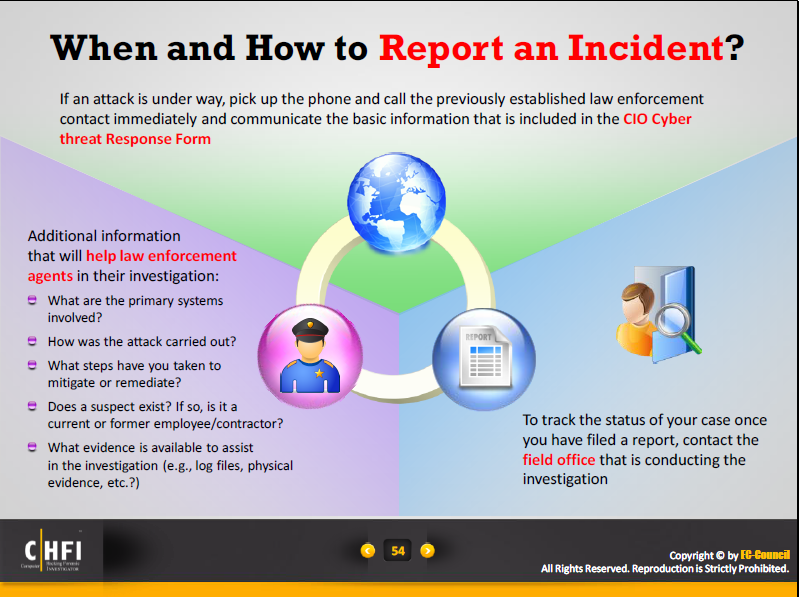 When and How to Report an Incident?
If an attack is under way, pick up the phone and call the previously established law enforcement
contact immediately and communicate the basic information that is included in the CIO Cyber
threat Response Form
Additional information
that will help law enforcement
agents in their investigation:
What are the primary systems
involved?
How was the attack carried out?
What steps have you taken to
mitigate or remediate?
Does a suspect exist? If so, is it a
current or former employee/contractor?
What evidence is available to assist
in the investigation (e.g., log files, physical
evidence, etc.?)
REPORT
To track the status of your case once
you have filed a report, contact the
field office that is conducting the
investigation
CHFI
Computer Hacking Forensic
INVESTIGATOR
54
Copyright © by EC-Council
All Rights Reserved. Reproduction is Strictly Prohibited.